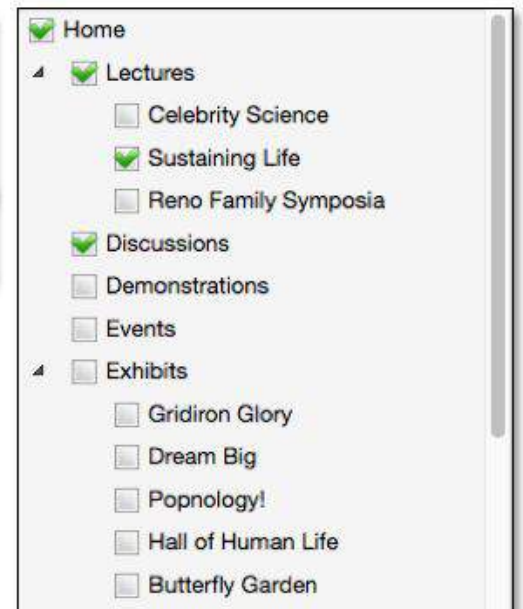 Home
Lectures
Celebrity Science
Sustaining Life
Reno Family Symposia
Discussions
Demonstrations
Events
Exhibits
Gridiron Glory
Dream Big
Popnology!
Hall of Human Life
Butterfly Garden